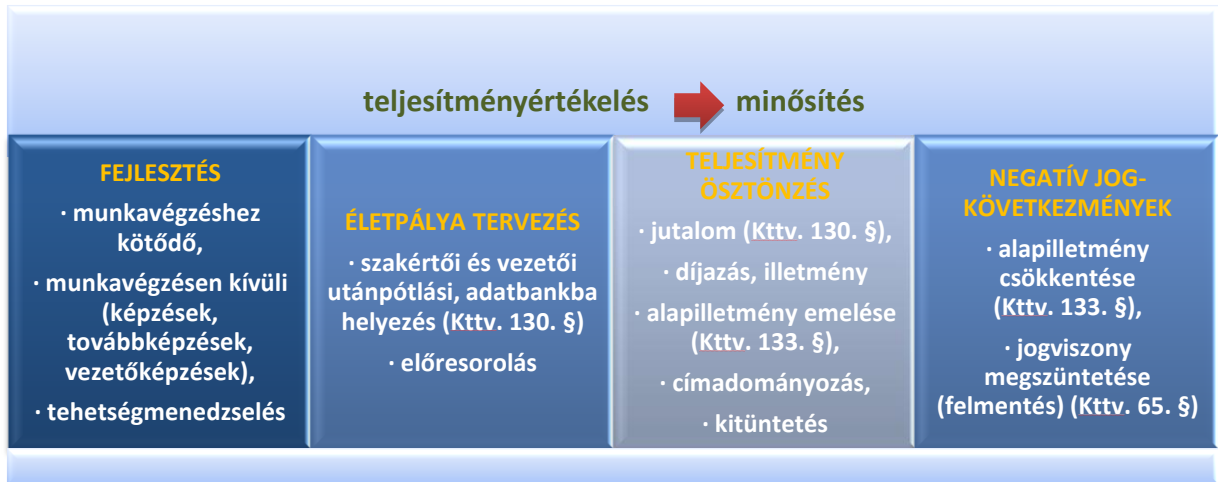 teljesítményértékelés minősítés
FEJLESZTÉS
· munkavégzéshez
kötődő,
· munkavégzésen kívüli
(képzések,
továbbképzések,
vezetőképzések),
· tehetségmenedzselés
ÉLETPÁLYA TERVEZÉS
· szakértői és vezetői
utánpótlási, adatbankba
helyezés (Kttv. 130. §)
· előresorolás
TELJESÍTMÉNY
ÖSZTÖNZÉS
· jutalom (Kttv. 130. §),
· díjazás, illetmény
· alapilletmény emelése
(Kttv. 133. §),
· címadományozás,
· kitüntetés
NEGATÍV JOG-
KÖVETKEZMÉNYEK
· alapilletmény
csökkentése
(Kttv. 133. §),
· jogviszony
megszüntetése
(felmentés) (Kttv. 65. §)